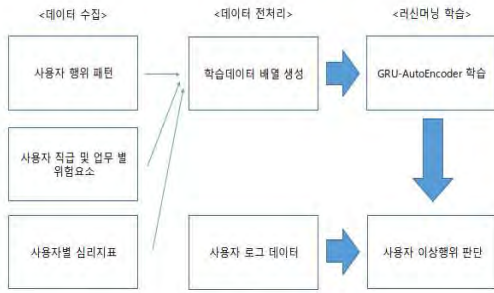 <데이터 수집>
<데이터 전처리>
<러신머닝 학습>
사용자 행위 패턴
학습데이터 배열 생성
GRU-AutoEncoder 학습
사용자 직급 및 업무 별
위험요소
사용자별 심리지표
사용자 로그 데이터
사용자 이상행위 판단